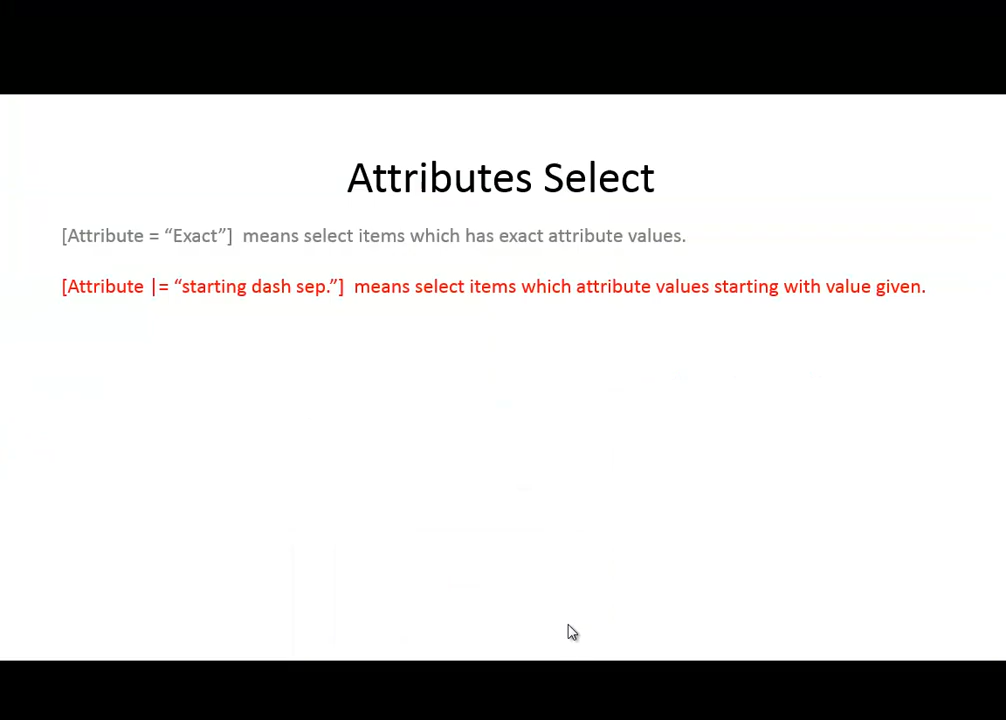 Attributes Select
[Attribute = “Exact”]  means select items which has exact attribute values.
[Attribute |= “starting dash sep.”]  means select items which attribute values starting with value given.